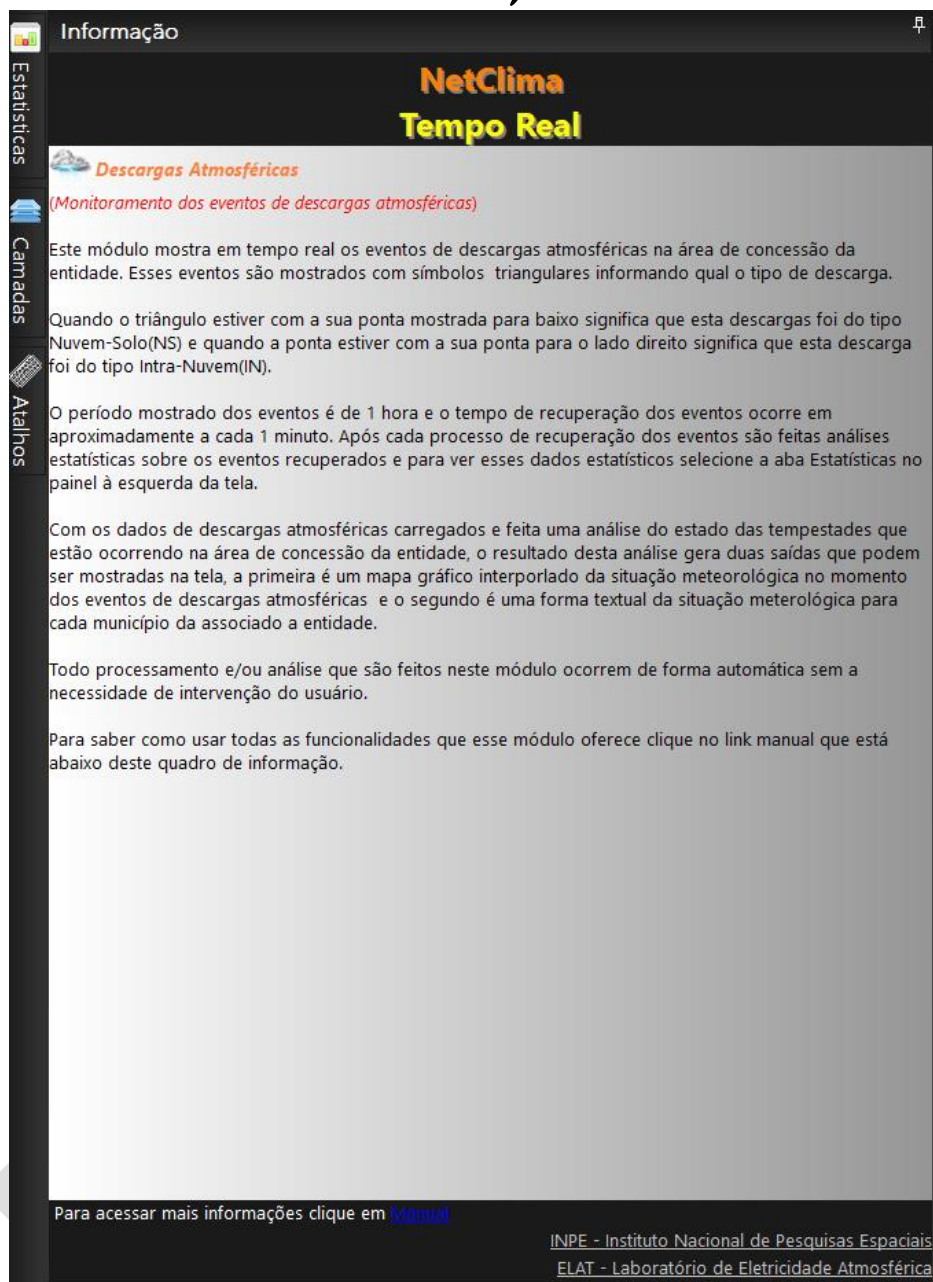 Informação
Estatisticas
Camadas
Atalhos
NetClima
Tempo Real
Descargas Atmosféricas
(Monitoramento dos eventos de descargas atmosféricas)
Este módulo mostra em tempo real os eventos de descargas atmosféricas na área de concessão da
entidade. Esses eventos são mostrados com símbolos  triangulares informando qual o tipo de descarga.
Quando o triângulo estiver com a sua ponta mostrada para baixo significa que esta descargas foi do tipo
Nuvem-Solo(NS) e quando a ponta estiver com a sua ponta para o lado direito significa que esta descarga
foi do tipo Intra-Nuvem(IN).
O período mostrado dos eventos é de 1 hora e o tempo de recuperação dos eventos ocorre em
aproximadamente a cada 1 minuto. Após cada processo de recuperação dos eventos são feitas análises
estatísticas sobre os eventos recuperados e para ver esses dados estatísticos selecione a aba Estatísticas no
painel à esquerda da tela.
Com os dados de descargas atmosféricas carregados e feita uma análise do estado das tempestades que
estão ocorrendo na área de concessão da entidade, o resultado desta análise gera duas saídas que podem
ser mostradas na tela, a primeira é um mapa gráfico interporlado da situação meteorológica no momento
dos eventos de descargas atmosféricas  e o segundo é uma forma textual da situação meterológica para
cada município da associado a entidade.
Todo processamento e/ou análise que são feitos neste módulo ocorrem de forma automática sem a
necessidade de intervenção do usuário.
Para saber como usar todas as funcionalidades que esse módulo oferece clique no link manual que está
abaixo deste quadro de informação.
Para acessar mais informações clique em Manual
INPE - Instituto Nacional de Pesquisas Espaciais
ELAT - Laboratório de Eletricidade Atmosférica